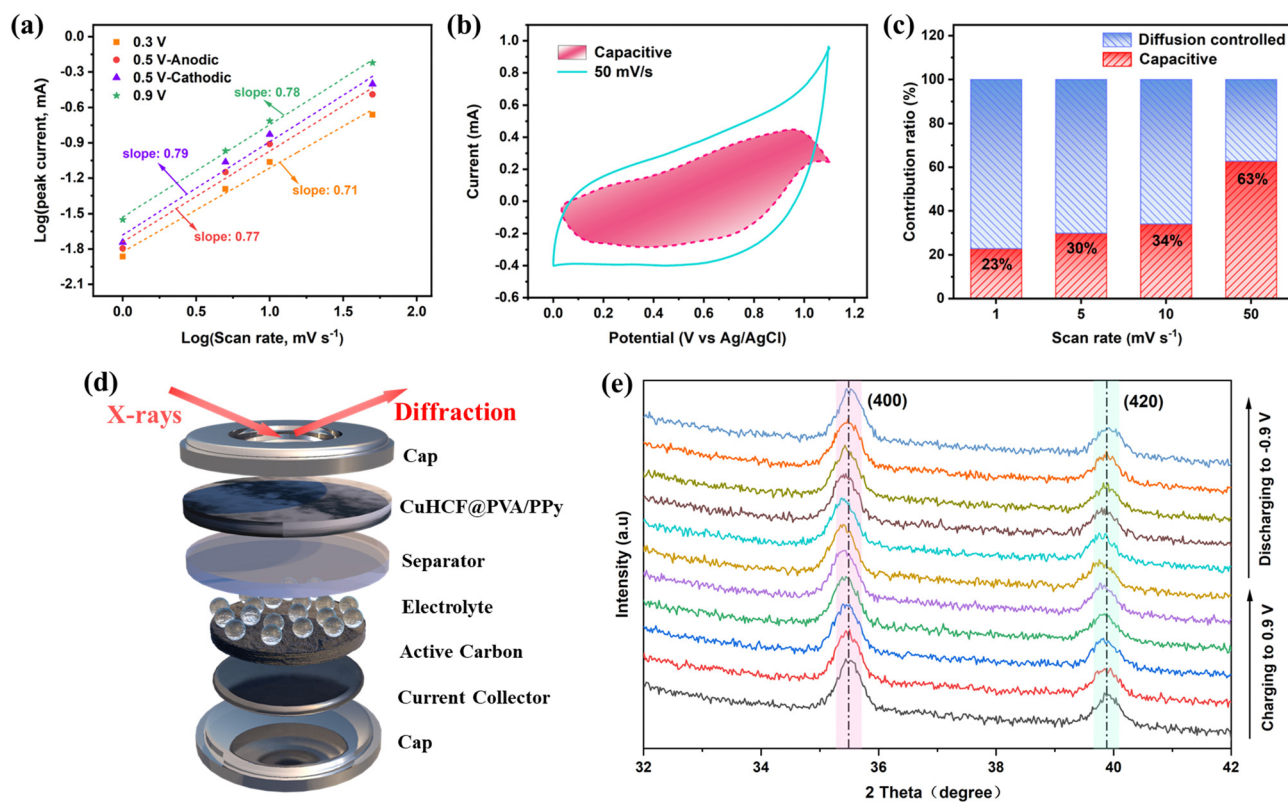 (a)
0.0
-0.3
-0.6
-0.9
-1.2
-1.5
-1.8
-2.1
Log(peak current, mA)
0.3 V
0.5 V-Anodic
0.5 V-Cathodic
0.9 V
slope: 0.78
slope: 0.79
slope: 0.71
slope: 0.77
0.0 0.5 1.0 1.5 2.0
Log(Scan rate, mV s⁻¹)
(b)
1.0
0.8
0.6
0.4
0.2
0.0
-0.2
-0.4
-0.6
Current (mA)
Capacitive
50 mV/s
0.0 0.2 0.4 0.6 0.8 1.0 1.2
Potential (V vs Ag/AgCl)
(c)
120
100
80
60
40
20
0
Contribution ratio (%)
Diffusion controlled
Capacitive
23%
30%
34%
63%
1 5 10 50
Scan rate (mV s⁻¹)
(d)
X-rays
Diffraction
Cap
CuHCF@PVA/PPy
Separator
Electrolyte
Active Carbon
Current Collector
Cap
(e)
Intensity (a.u)
(400)
(420)
Discharging to -0.9 V
Charging to 0.9 V
32 34 36 38 40 42
2 Theta（degree）